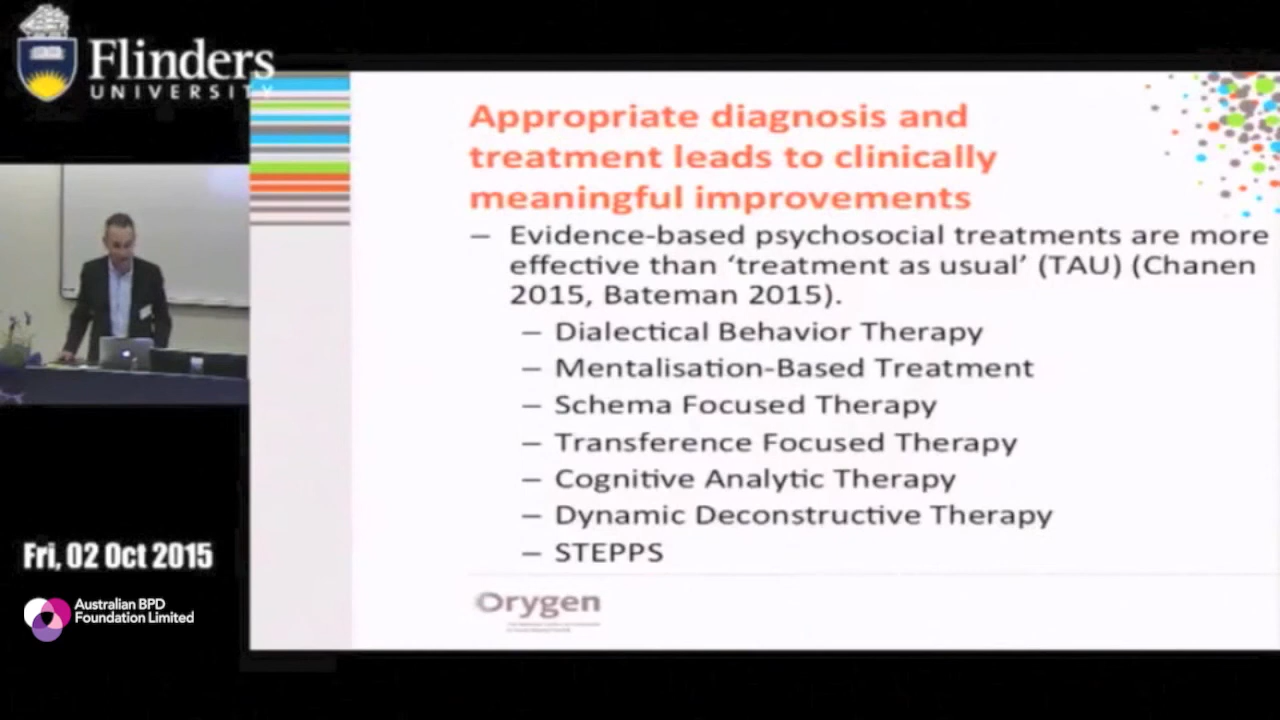 Flinders
UNIVERSITY
Appropriate diagnosis and
treatment leads to clinically
meaningful improvements
– Evidence-based psychosocial treatments are more
effective than ‘treatment as usual’ (TAU) (Chanen
2015, Bateman 2015).
– Dialectical Behavior Therapy
– Mentalisation-Based Treatment
– Schema Focused Therapy
– Transference Focused Therapy
– Cognitive Analytic Therapy
– Dynamic Deconstructive Therapy
– STEPPS
Orygen
Fri, 02 Oct 2015
Australian BPD
Foundation Limited